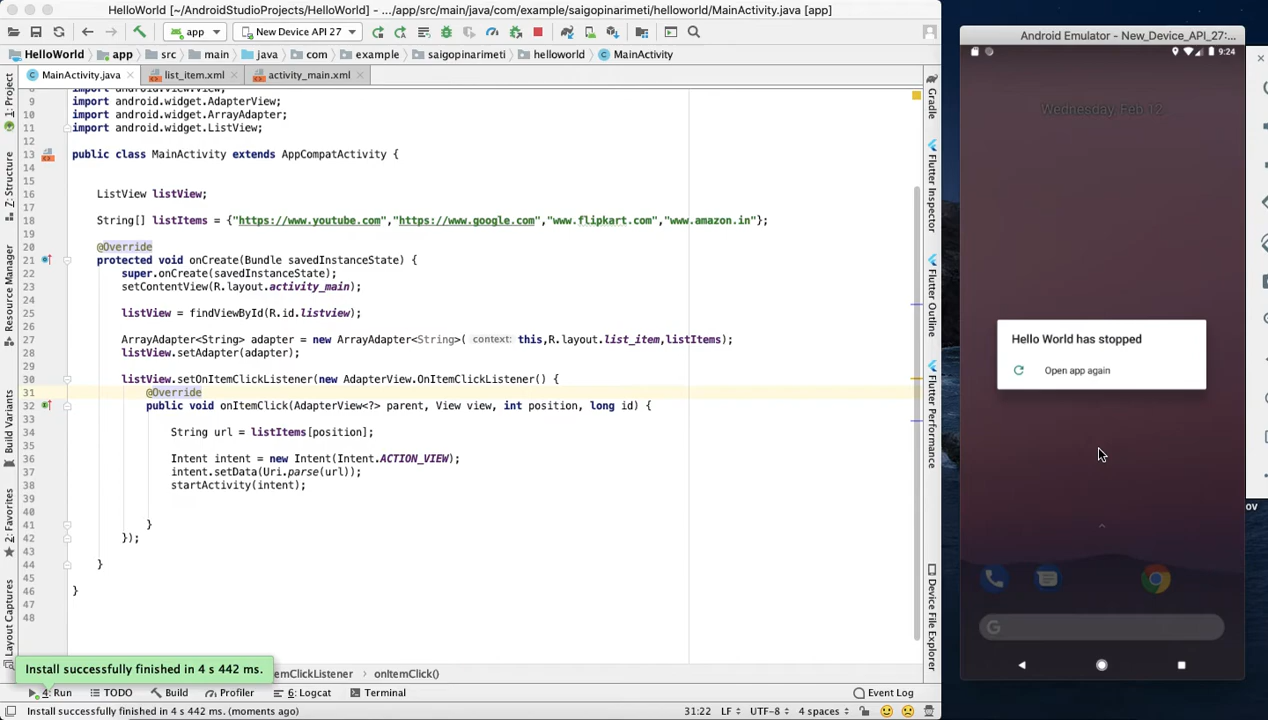 HelloWorld [~/AndroidStudioProjects/HelloWorld] - .../app/src/main/java/com/example/saigopinarimeti/helloworld/MainActivity.java [app]
app
New Device API 27
HelloWorld
app
src
main
java
com
example
saigopinarimeti
helloworld
MainActivity
MainActivity.java
list_item.xml
activity_main.xml
9 import android.widget.AdapterView;
10 import android.widget.ArrayAdapter;
11 import android.widget.ListView;
12
13 public class MainActivity extends AppCompatActivity {
14
15
16 ListView listView;
17
18 String[] listItems = {"https://www.youtube.com","https://www.google.com","www.flipkart.com","www.amazon.in"};
19
20 @Override
21 protected void onCreate(Bundle savedInstanceState) {
22 super.onCreate(savedInstanceState);
23 setContentView(R.layout.activity_main);
24
25 listView = findViewById(R.id.listview);
26
27 ArrayAdapter<String> adapter = new ArrayAdapter<String>( context: this,R.layout.list_item,listItems);
28 listView.setAdapter(adapter);
29
30 listView.setOnItemClickListener(new AdapterView.OnItemClickListener() {
31 @Override
32 public void onItemClick(AdapterView<?> parent, View view, int position, long id) {
33
34 String url = listItems[position];
35
36 Intent intent = new Intent(Intent.ACTION_VIEW);
37 intent.setData(Uri.parse(url));
38 startActivity(intent);
39
40
41 }
42 });
43
44 }
45
46 }
47
48
1: Project
Z: Structure
Resource Manager
Build Variants
2: Favorites
Layout Captures
Gradle
Flutter Inspector
Flutter Outline
Flutter Performance
Device File Explorer
Install successfully finished in 4 s 442 ms.
temClickListener
onItemClick()
4: Run
TODO
Build
Profiler
6: Logcat
Terminal
Event Log
Install successfully finished in 4 s 442 ms. (moments ago)
31:22
LF
UTF-8
4 spaces
Android Emulator - New_Device_API_27:...
9:24
Wednesday, Feb 12
Hello World has stopped
Open app again
G
ov